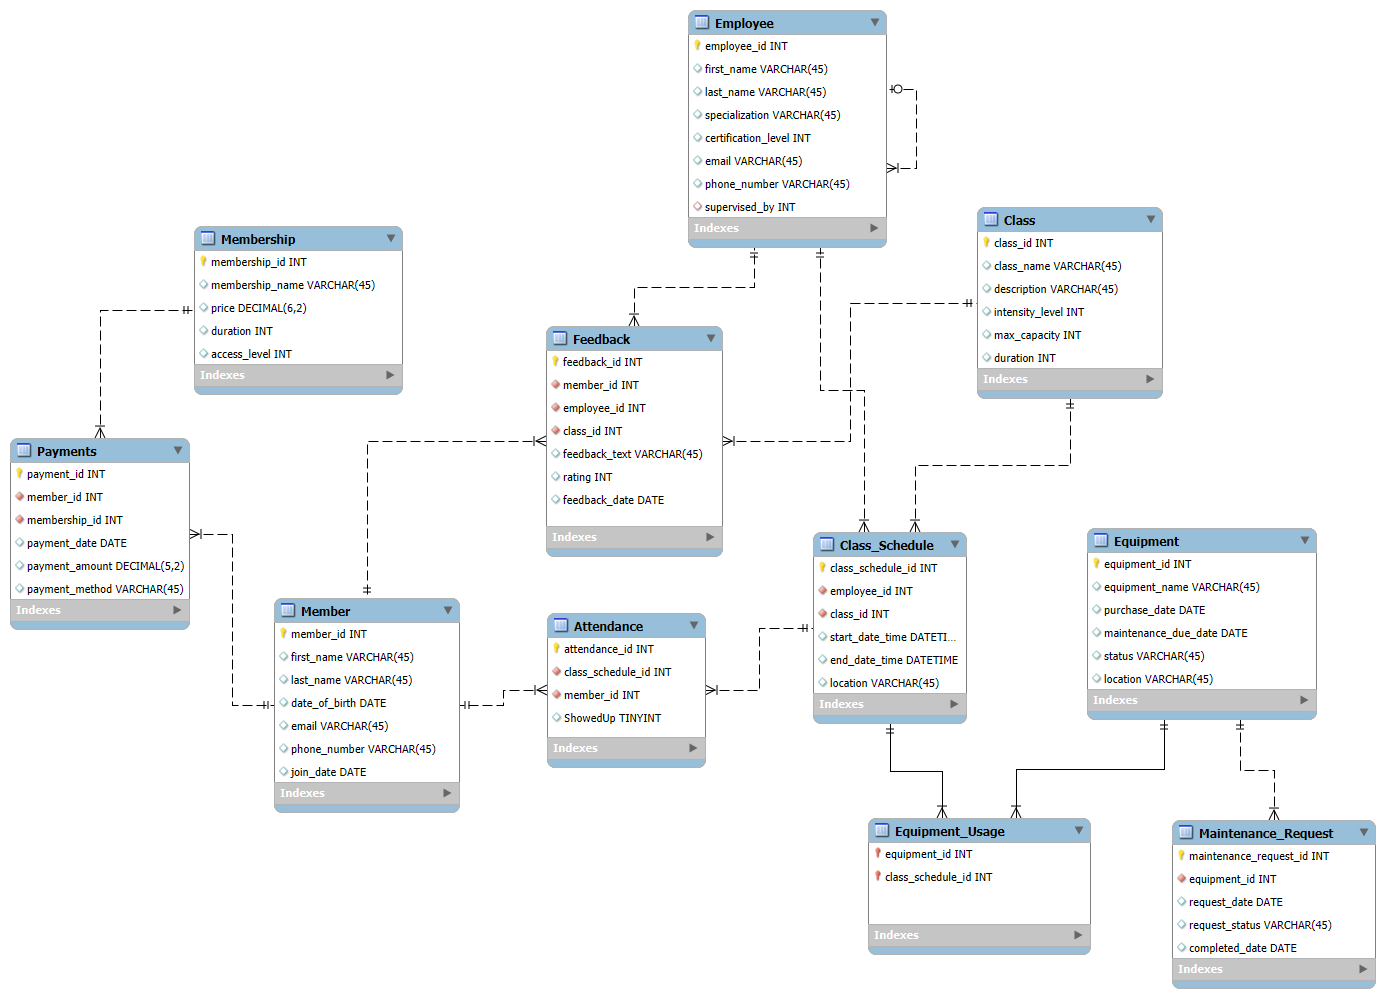 Employee
employee_id INT
first_name VARCHAR(45)
last_name VARCHAR(45)
specialization VARCHAR(45)
certification_level INT
email VARCHAR(45)
phone_number VARCHAR(45)
supervised_by INT
Indexes
Class
class_id INT
class_name VARCHAR(45)
description VARCHAR(45)
intensity_level INT
max_capacity INT
duration INT
Indexes
Membership
membership_id INT
membership_name VARCHAR(45)
price DECIMAL(6,2)
duration INT
access_level INT
Indexes
Feedback
feedback_id INT
member_id INT
employee_id INT
class_id INT
feedback_text VARCHAR(45)
rating INT
feedback_date DATE
Indexes
Payments
payment_id INT
member_id INT
membership_id INT
payment_date DATE
payment_amount DECIMAL(5,2)
payment_method VARCHAR(45)
Indexes
Member
member_id INT
first_name VARCHAR(45)
last_name VARCHAR(45)
date_of_birth DATE
email VARCHAR(45)
phone_number VARCHAR(45)
join_date DATE
Indexes
Attendance
attendance_id INT
class_schedule_id INT
member_id INT
ShowedUp TINYINT
Indexes
Class_Schedule
class_schedule_id INT
employee_id INT
class_id INT
start_date_time DATETI...
end_date_time DATETIME
location VARCHAR(45)
Indexes
Equipment
equipment_id INT
equipment_name VARCHAR(45)
purchase_date DATE
maintenance_due_date DATE
status VARCHAR(45)
location VARCHAR(45)
Indexes
Equipment_Usage
equipment_id INT
class_schedule_id INT
Indexes
Maintenance_Request
maintenance_request_id INT
equipment_id INT
request_date DATE
request_status VARCHAR(45)
completed_date DATE
Indexes